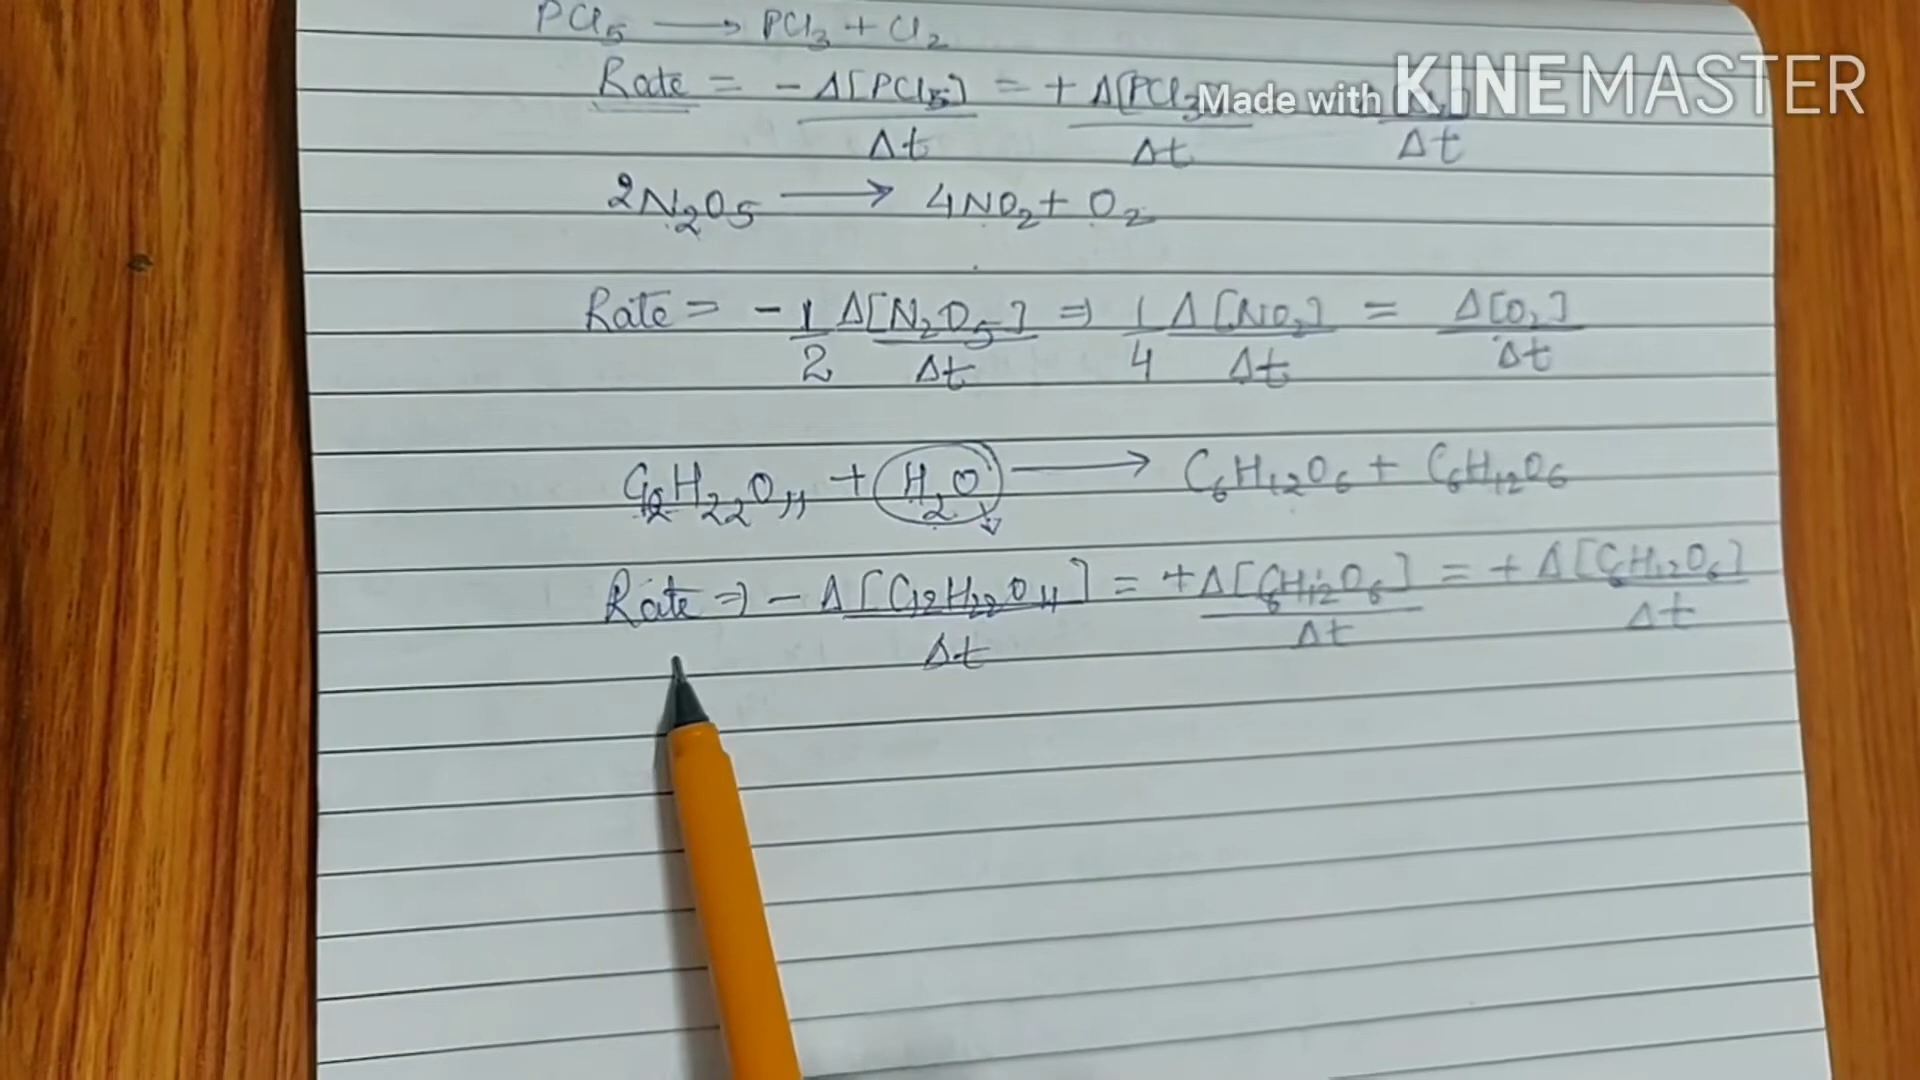 PCl5 → PCl3 + Cl2
Rate = -Δ[PCl5]/Δt = +Δ[PCl3 /Δt /Δt
Made with KINEMASTER
2N2O5 → 4NO2 + O2
Rate = -1/2 Δ[N2O5]/Δt ⇒ 1/4 Δ[NO2]/Δt = Δ[O2]/Δt
C12H22O11 + H2O → C6H12O6 + C6H12O6
Rate ⇒ -Δ[C12H22O11]/Δt = +Δ[C6H12O6]/Δt = +Δ[C6H12O6]/Δt